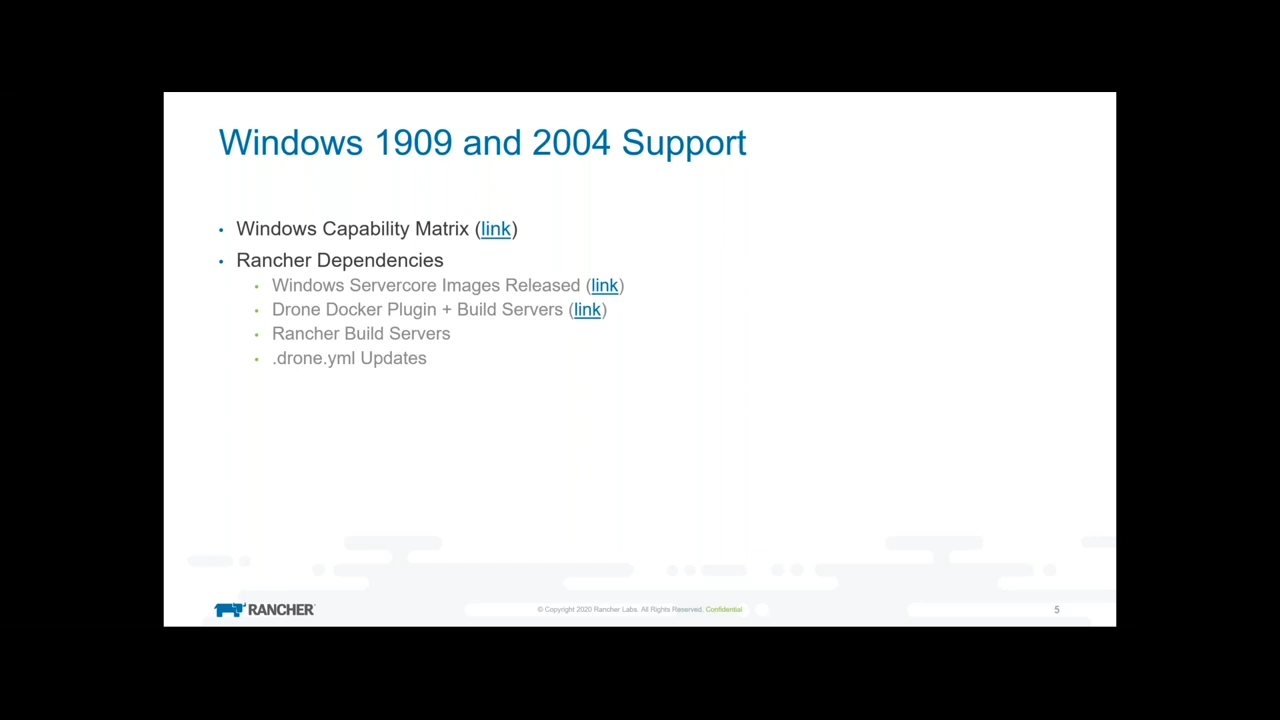 Windows 1909 and 2004 Support
• Windows Capability Matrix (link)
• Rancher Dependencies
• Windows Servercore Images Released (link)
• Drone Docker Plugin + Build Servers (link)
• Rancher Build Servers
• .drone.yml Updates
RANCHER
© Copyright 2020 Rancher Labs. All Rights Reserved. Confidential
5